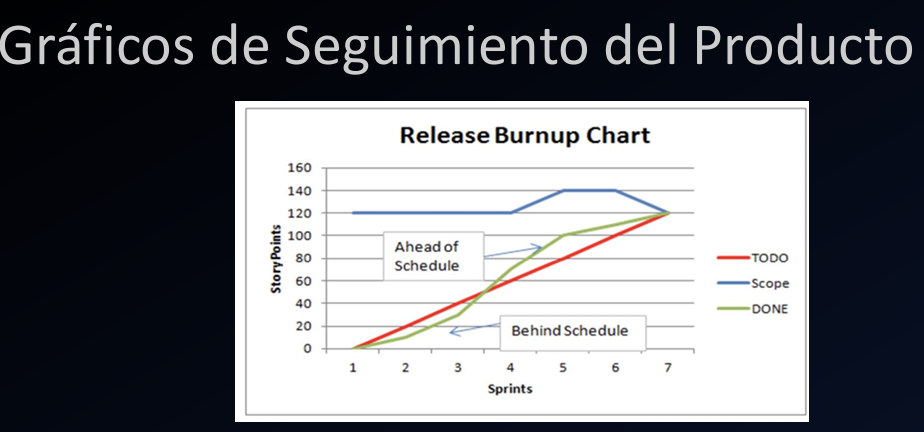 Gráficos de Seguimiento del Producto
Release Burnup Chart
160
140
120
100
80
60
40
20
0
StoryPoints
Ahead of
Schedule
Behind Schedule
1 2 3 4 5 6 7
Sprints
TODO
Scope
DONE